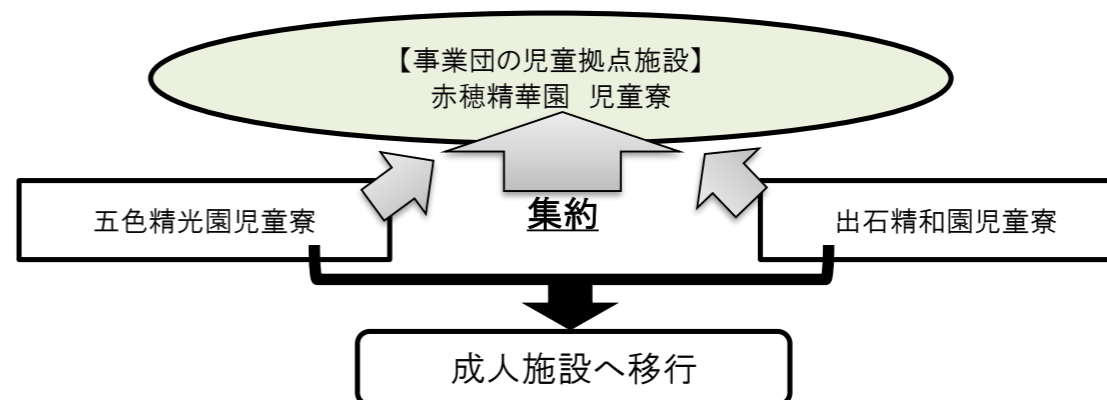 【事業団の児童拠点施設】
赤穂精華園 児童寮
五色精光園児童寮
集約
出石精和園児童寮
成人施設へ移行